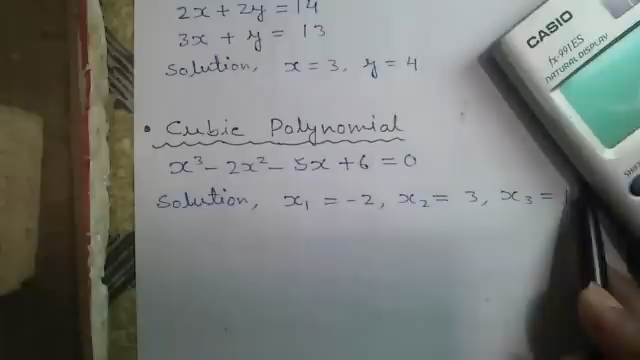 2x + 2y = 14
3x + y = 13
Solution, x = 3, y = 4
• Cubic Polynomial
x³ - 2x² - 5x + 6 = 0
Solution, x₁ = -2, x₂ = 3, x₃ = 1
CASIO
fx-991ES
NATURAL DISPLAY